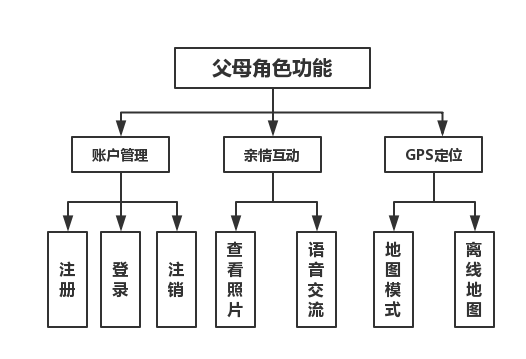 父母角色功能
账户管理
亲情互动
GPS定位
注册
登录
注销
查看照片
语音交流
地图模式
离线地图